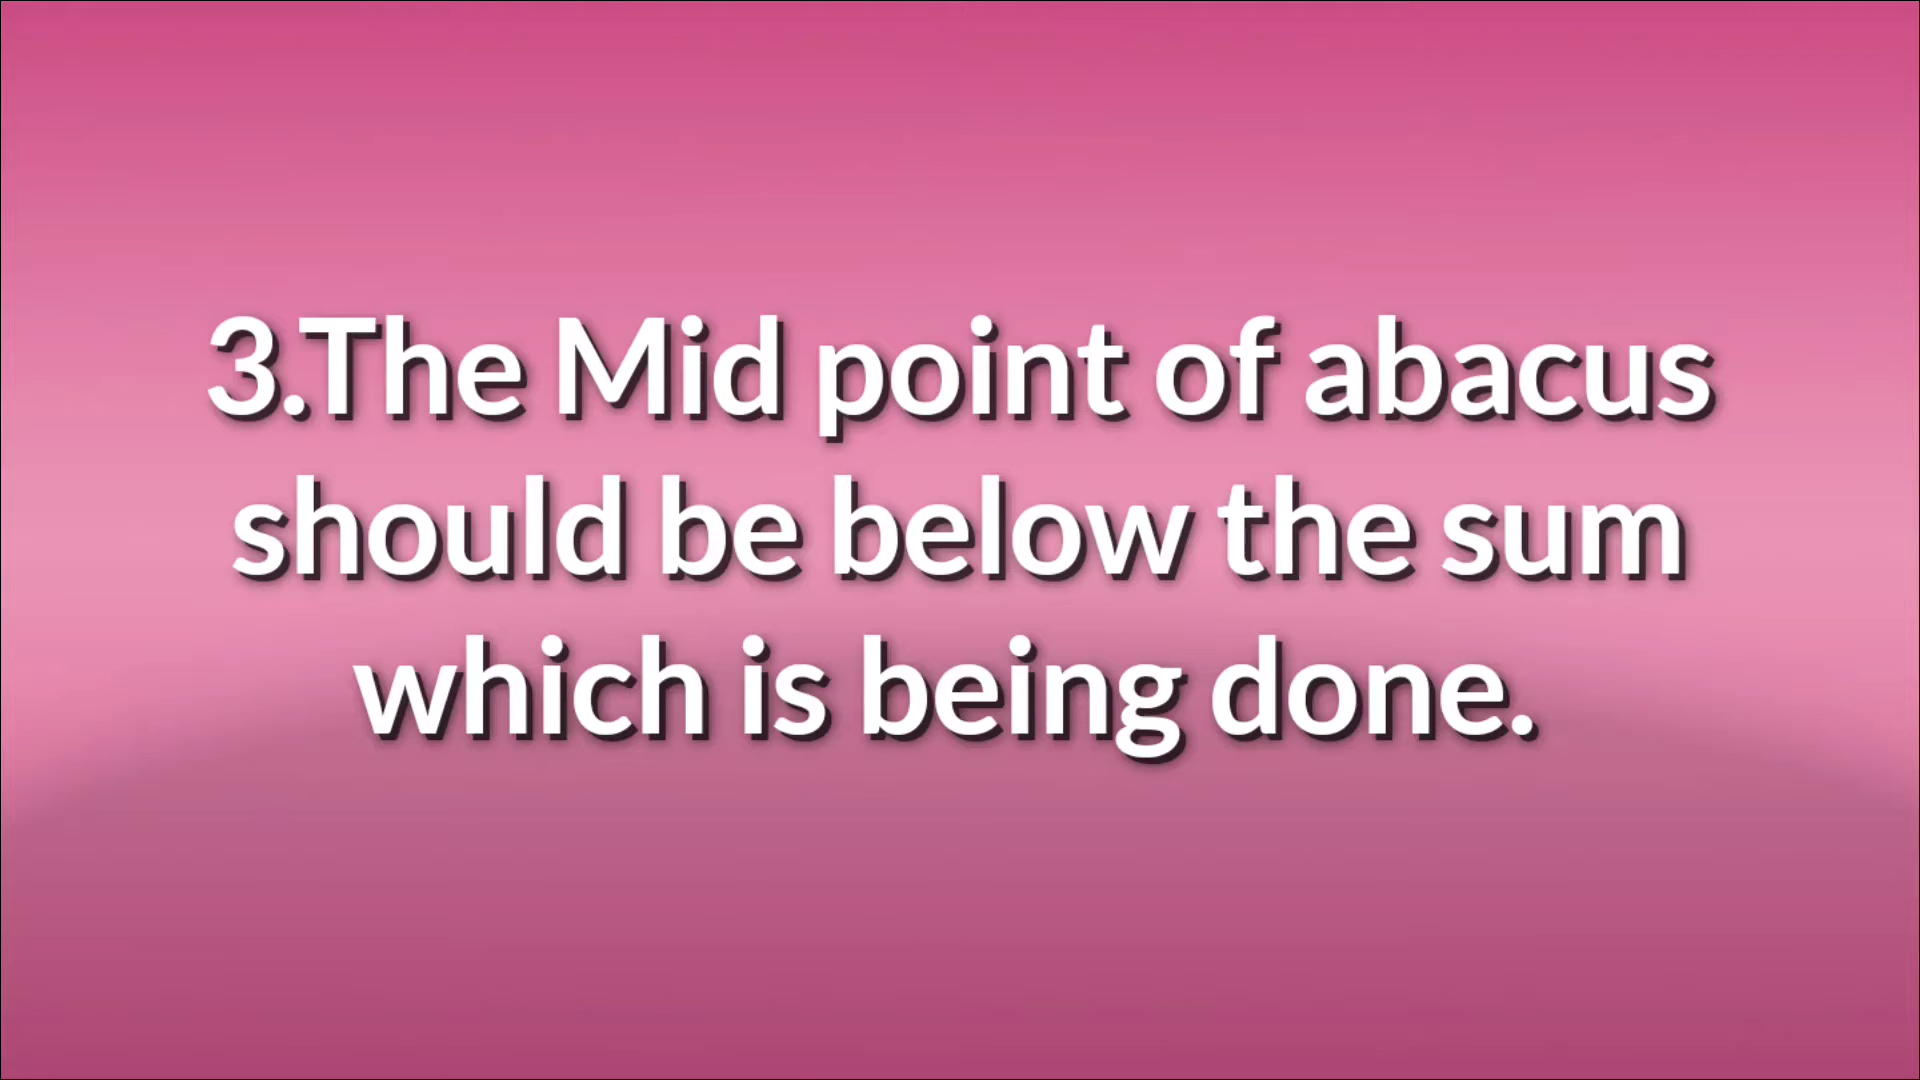 3.The Mid point of abacus
should be below the sum
which is being done.